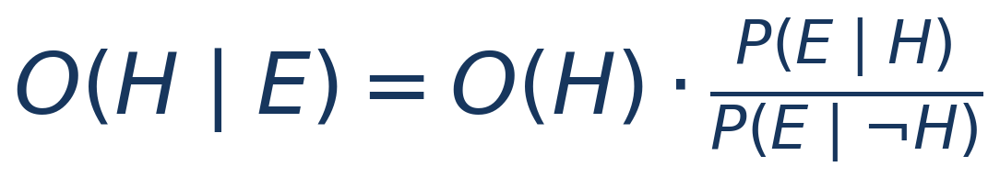 O(H | E) = O(H) · P(E | H) / P(E | ¬H)